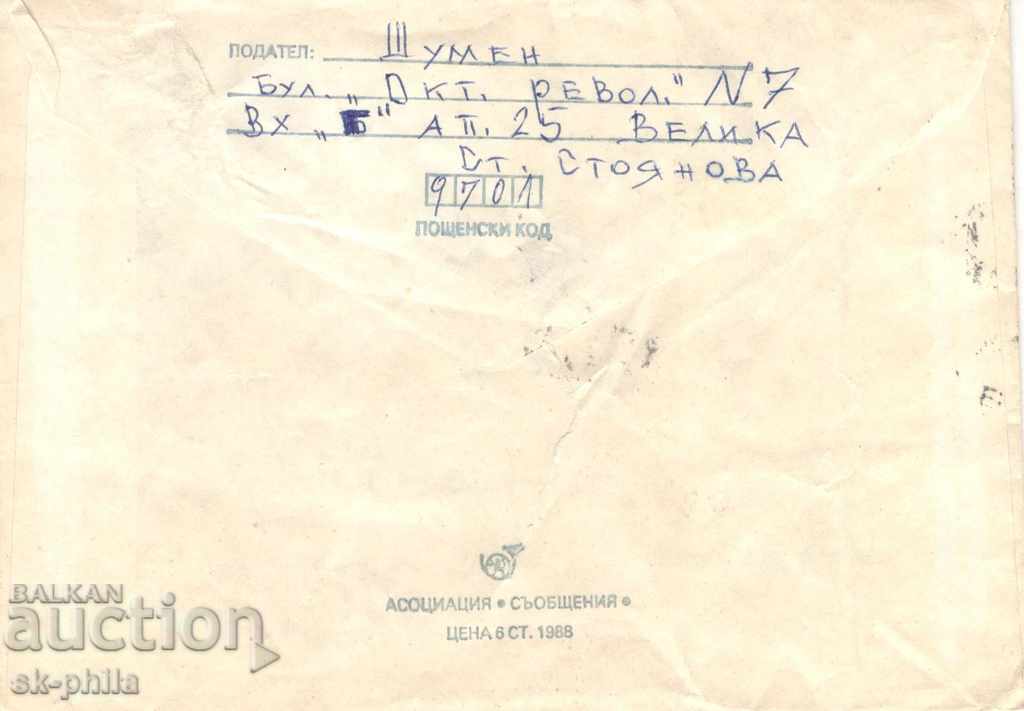 ПОДАТЕЛ: ШУМЕН
БУЛ. „ОКТ. РЕВОЛ." N 7
ВХ „Б" АП. 25 ВЕЛИКА
СТ. СТОЯНОВА
9701
ПОЩЕНСКИ КОД
АСОЦИАЦИЯ • СЪОБЩЕНИЯ •
ЦЕНА 6 СТ. 1988
BALKAN
auction
sk-phila